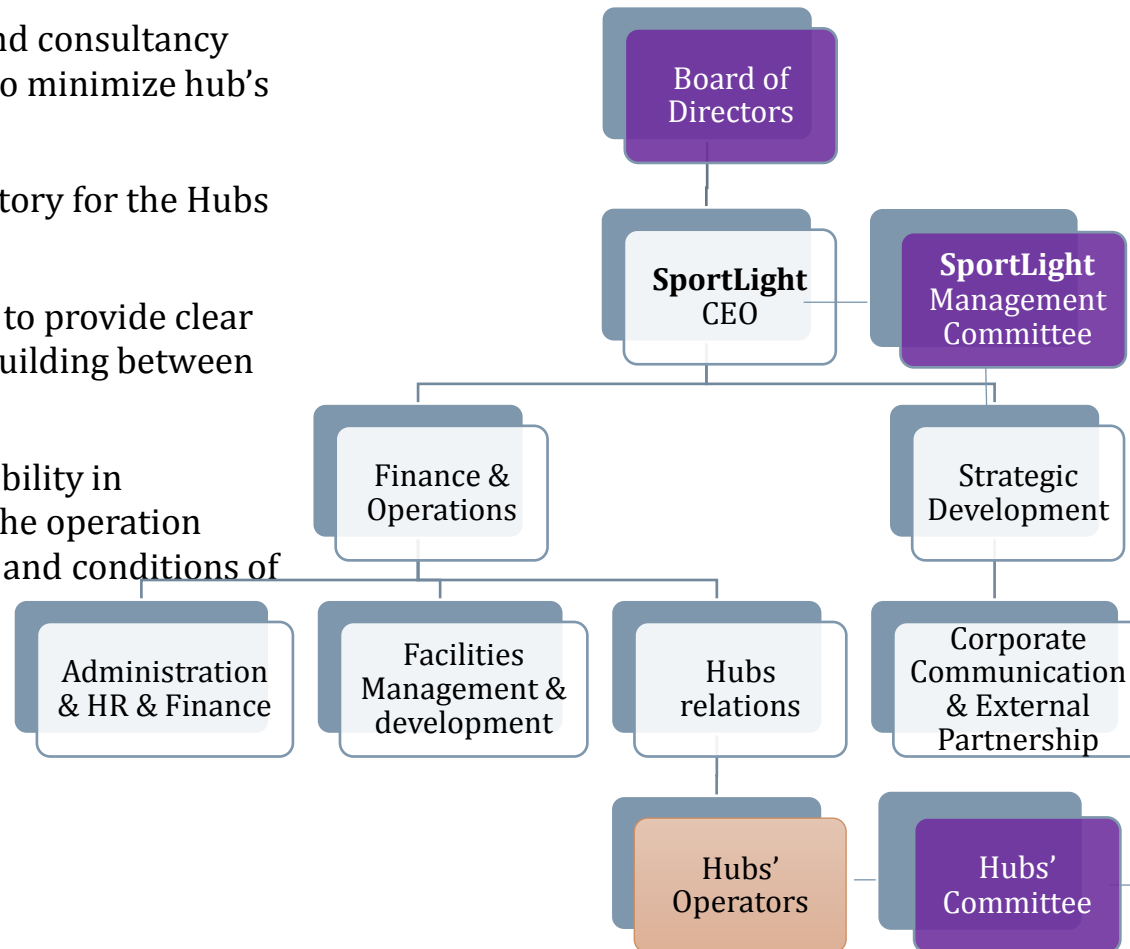 nd consultancy
o minimize hub's
tory for the Hubs
to provide clear
uilding between
bility in
he operation
and conditions of
Board of
Directors
SportLight
CEO
SportLight
Management
Committee
Finance &
Operations
Strategic
Development
Administration
& HR & Finance
Facilities
Management &
development
Hubs
relations
Corporate
Communication
& External
Partnership
Hubs'
Operators
Hubs'
Committee